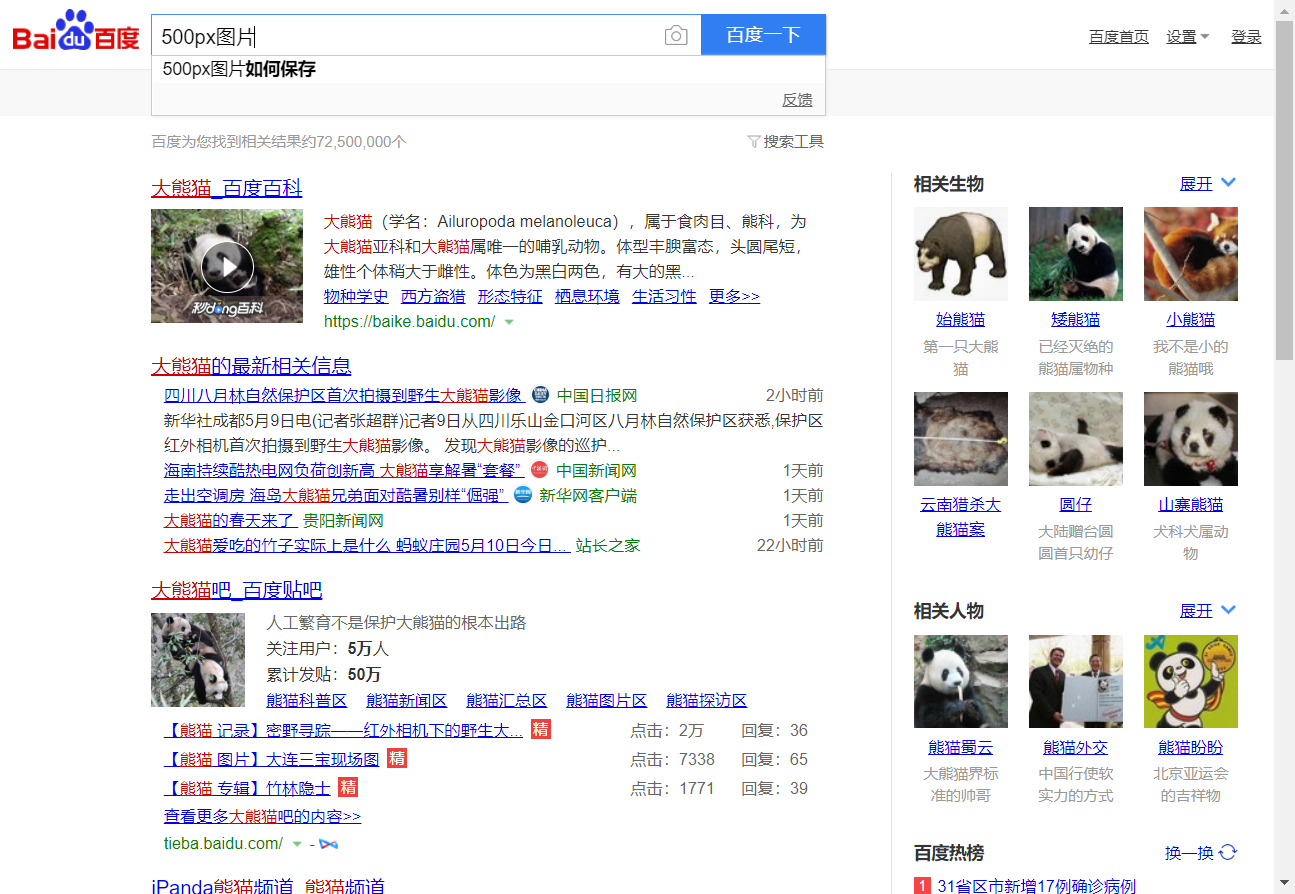 Bai du 百度
500px图片
百度一下
百度首页 设置 登录
500px图片如何保存
反馈
百度为您找到相关结果约72,500,000个
搜索工具
大熊猫_百度百科
秒dong百科
大熊猫（学名：Ailuropoda melanoleuca），属于食肉目、熊科，为
大熊猫亚科和大熊猫属唯一的哺乳动物。体型丰腴富态，头圆尾短，
雄性个体稍大于雌性。体色为黑白两色，有大的黑...
物种学史 西方盗猎 形态特征 栖息环境 生活习性 更多>>
https://baike.baidu.com/
大熊猫的最新相关信息
四川八月林自然保护区首次拍摄到野生大熊猫影像 中国日报网 2小时前
新华社成都5月9日电(记者张超群)记者9日从四川乐山金口河区八月林自然保护区获悉,保护区
红外相机首次拍摄到野生大熊猫影像。 发现大熊猫影像的巡护...
海南持续酷热电网负荷创新高 大熊猫享解暑“套餐” 中国新闻网 1天前
走出空调房 海岛大熊猫兄弟面对酷暑别样“倔强” 新华网客户端 1天前
大熊猫的春天来了 贵阳新闻网 1天前
大熊猫爱吃的竹子实际上是什么 蚂蚁庄园5月10日今日... 站长之家 22小时前
大熊猫吧_百度贴吧
人工繁育不是保护大熊猫的根本出路
关注用户：5万人
累计发贴：50万
熊猫科普区 熊猫新闻区 熊猫汇总区 熊猫图片区 熊猫探访区
【熊猫 记录】密野寻踪——红外相机下的野生大... 精 点击：2万 回复：36
【熊猫 图片】大连三宝现场图 精 点击：7338 回复：65
【熊猫 专辑】竹林隐士 精 点击：1771 回复：39
查看更多大熊猫吧的内容>>
tieba.baidu.com/ -
iPanda熊猫频道_熊猫频道
相关生物 展开
始熊猫 矮熊猫 小熊猫
第一只大熊 已经灭绝的 我不是小的
猫 熊猫属物种 熊猫哦
云南猎杀大 圆仔 山寨熊猫
熊猫案 大陆赠台圆 犬科犬属动
圆首只幼仔 物
相关人物 展开
熊猫蜀云 熊猫外交 熊猫盼盼
大熊猫界标 中国行使软 北京亚运会
准的帅哥 实力的方式 的吉祥物
百度热榜 换一换
1 31省区市新增17例确诊病例